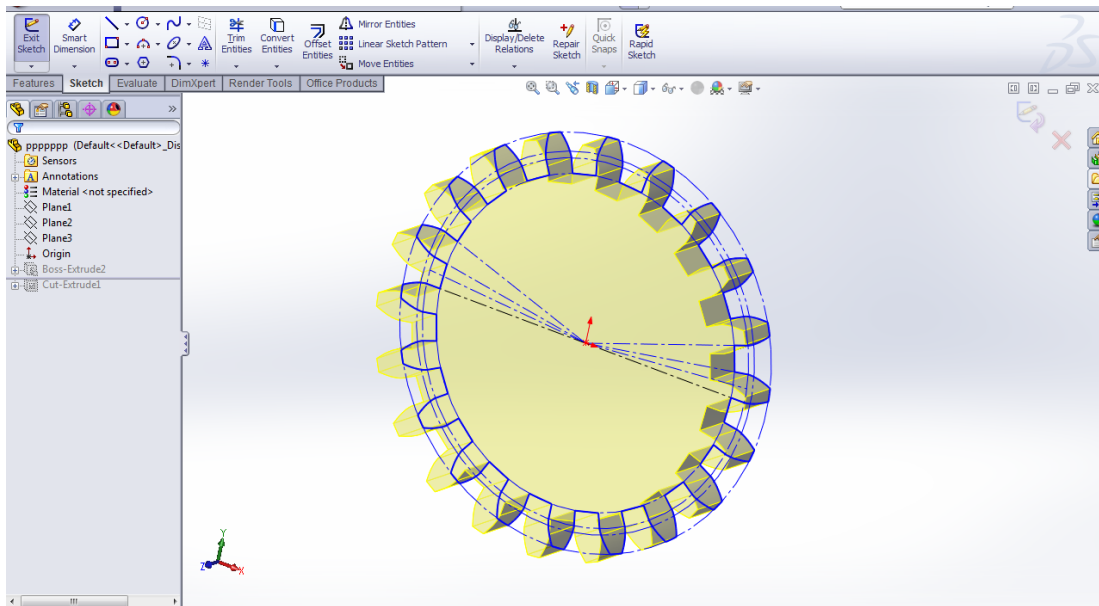 Exit Sketch
Smart Dimension
Trim Entities
Convert Entities
Offset Entities
Mirror Entities
Linear Sketch Pattern
Move Entities
Display/Delete Relations
Repair Sketch
Quick Snaps
Rapid Sketch
Features Sketch Evaluate DimXpert Render Tools Office Products
ppppppp (Default<<Default>_Dis
Sensors
Annotations
Material <not specified>
Plane1
Plane2
Plane3
Origin
Boss-Extrude2
Cut-Extrude1
Y
Z X